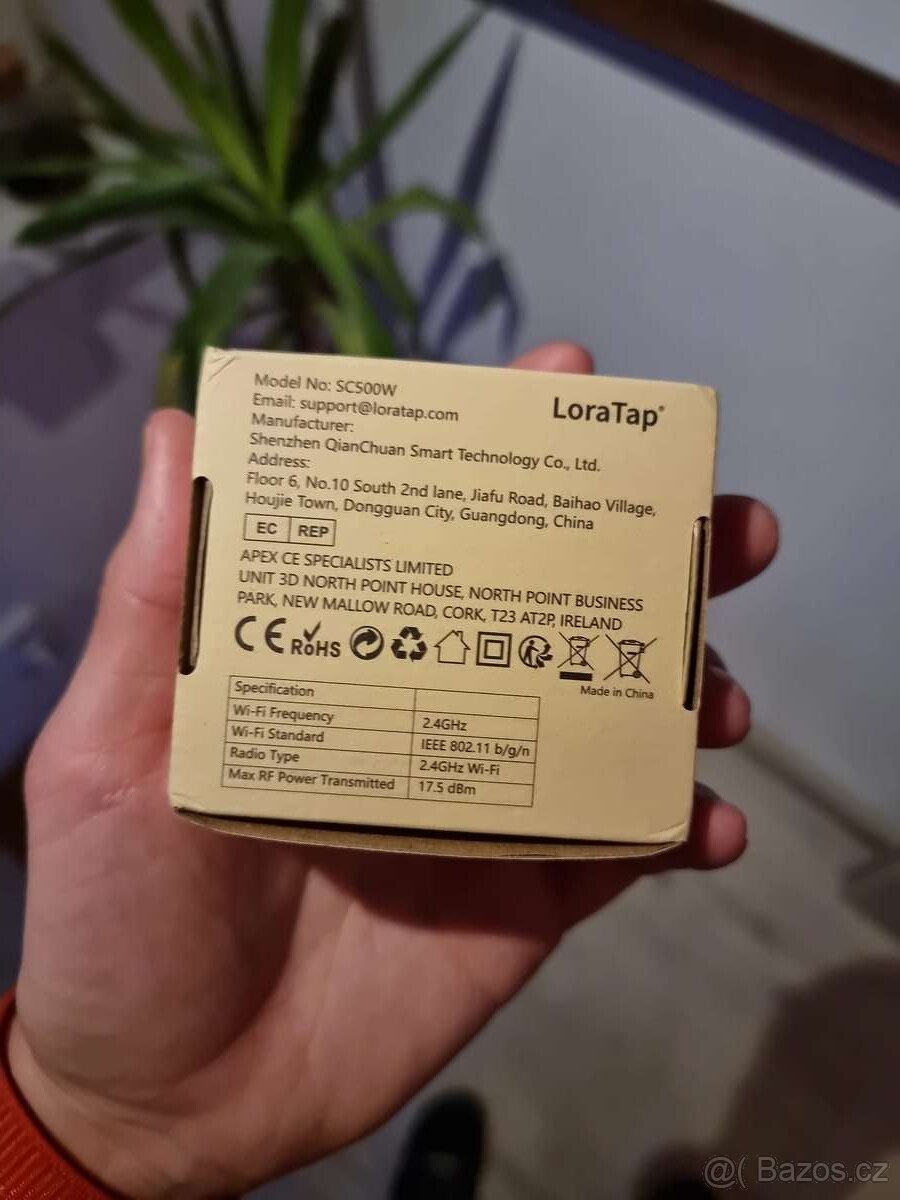 LoraTap®
Model No: SC500W
Email: support@loratap.com
Manufacturer:
Shenzhen QianChuan Smart Technology Co., Ltd.
Address:
Floor 6, No.10 South 2nd lane, Jiafu Road, Baihao Village,
Houjie Town, Dongguan City, Guangdong, China
EC REP
APEX CE SPECIALISTS LIMITED
UNIT 3D NORTH POINT HOUSE, NORTH POINT BUSINESS
PARK, NEW MALLOW ROAD, CORK, T23 AT2P, IRELAND
CE RoHS
Made in China
Specification
Wi-Fi Frequency 2.4GHz
Wi-Fi Standard IEEE 802.11 b/g/n
Radio Type 2.4GHz Wi-Fi
Max RF Power Transmitted 17.5 dBm
@( Bazos.cz